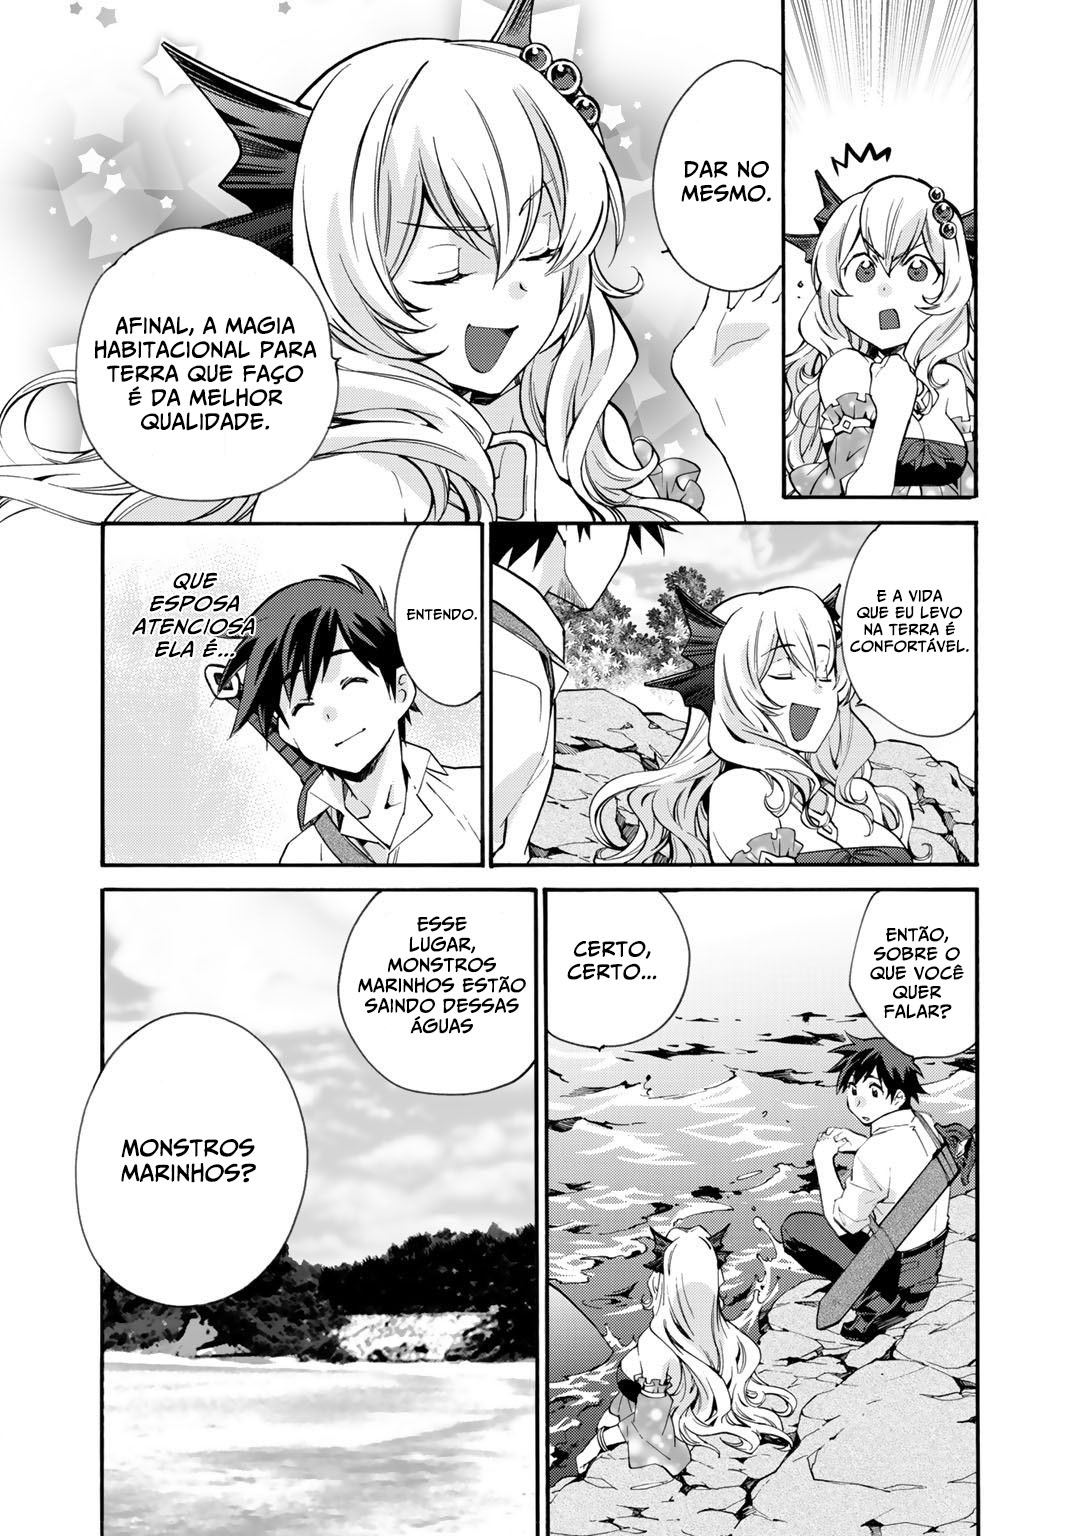 DAR NO
MESMO.
AFINAL, A MAGIA
HABITACIONAL PARA
TERRA QUE FAÇO
É DA MELHOR
QUALIDADE.
E A VIDA
QUE EU LEVO
NA TERRA É
CONFORTÁVEL.
ENTENDO.
QUE
ESPOSA
ATENCIOSA
ELA É...
ENTÃO,
SOBRE O
QUE VOCÊ
QUER
FALAR?
CERTO,
CERTO...
ESSE
LUGAR,
MONSTROS
MARINHOS ESTÃO
SAINDO DESSAS
ÁGUAS
MONSTROS
MARINHOS?